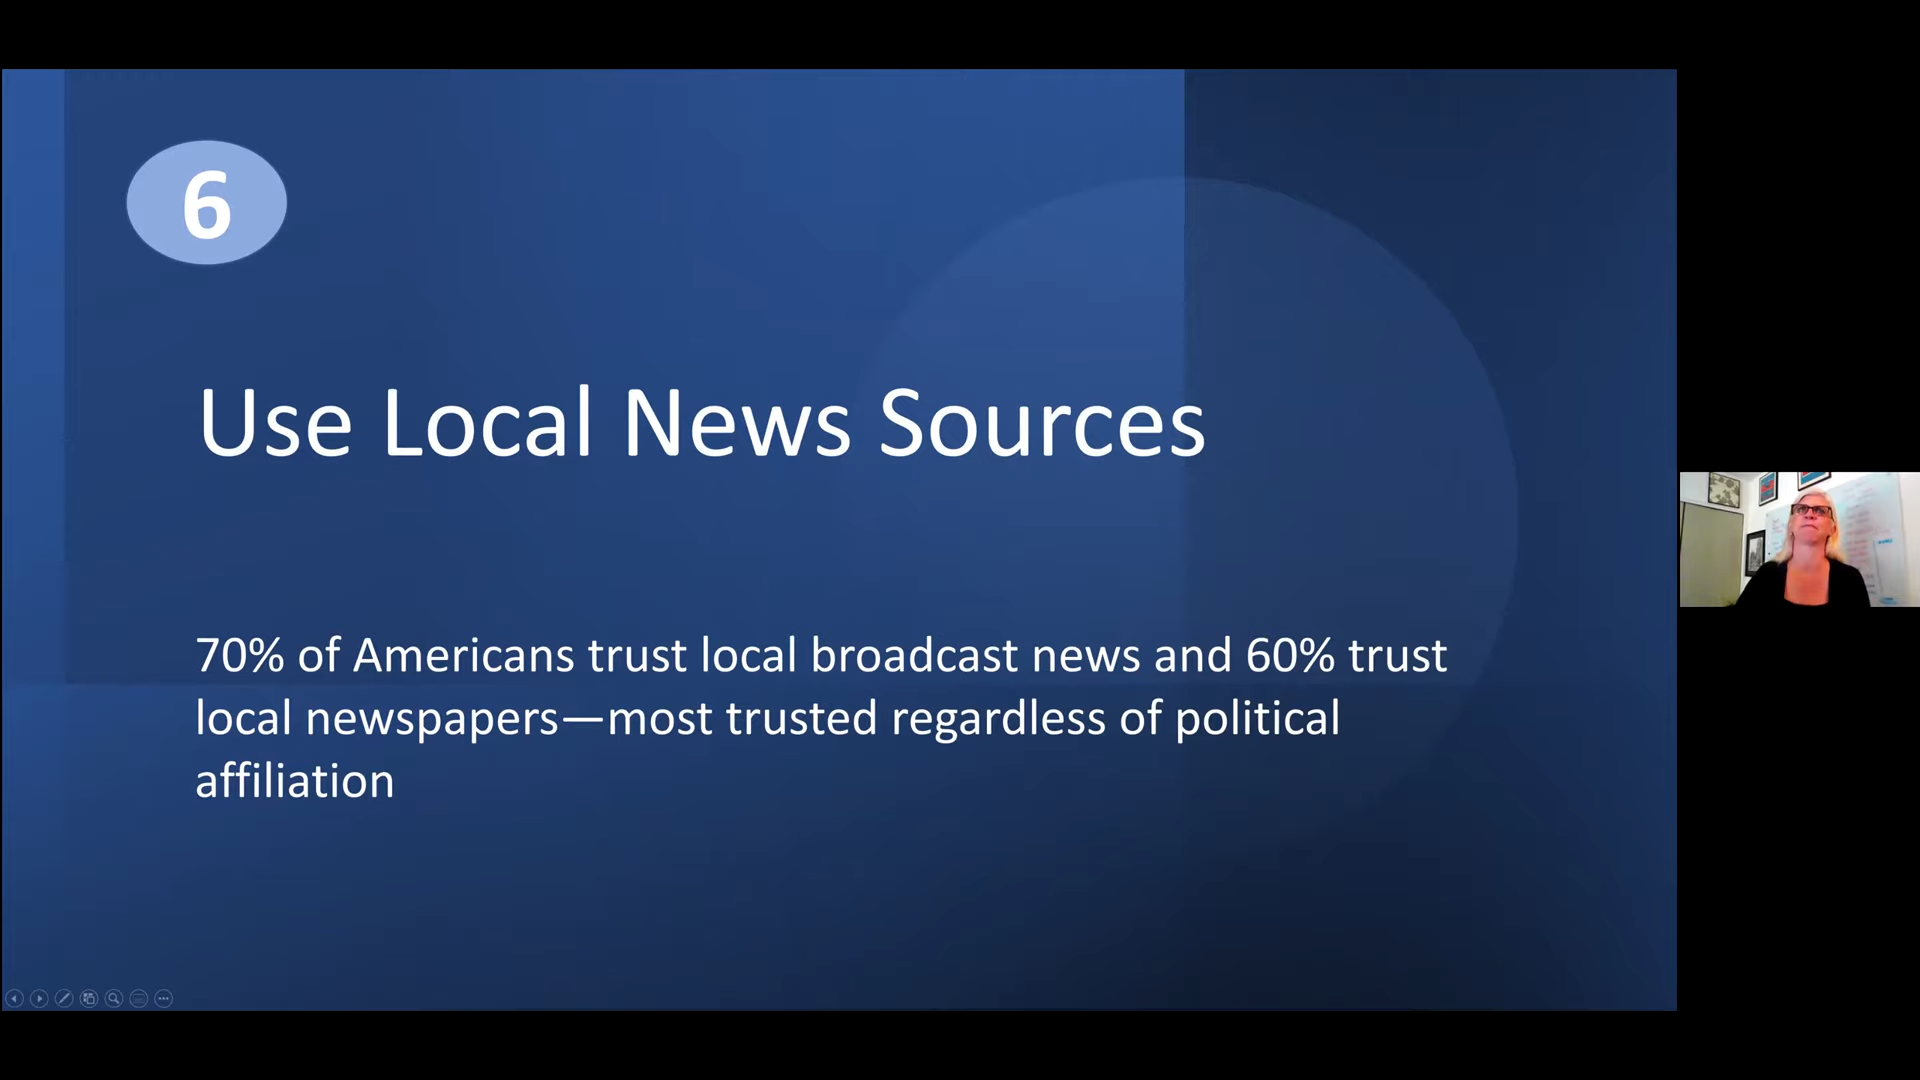 6
Use Local News Sources
70% of Americans trust local broadcast news and 60% trust
local newspapers—most trusted regardless of political
affiliation